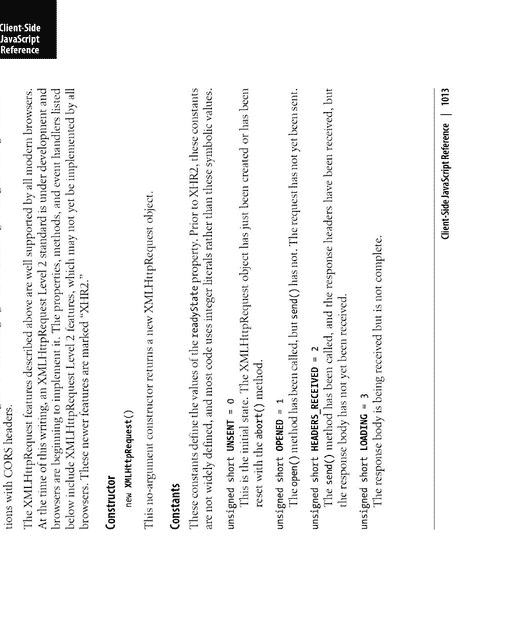 Client-Side
JavaScript
Reference
tions with CORS headers.
The XMLHttpRequest features described above are well supported by all modern browsers.
At the time of this writing, an XMLHttpRequest Level 2 standard is under development and
browsers are beginning to implement it. The properties, methods, and event handlers listed
below include XMLHttpRequest Level 2 features, which may not yet be implemented by all
browsers. These newer features are marked “XHR2.”
Constructor
new XMLHttpRequest()
This no-argument constructor returns a new XMLHttpRequest object.
Constants
These constants define the values of the readyState property. Prior to XHR2, these constants
are not widely defined, and most code uses integer literals rather than these symbolic values.
unsigned short UNSENT = 0
This is the initial state. The XMLHttpRequest object has just been created or has been
reset with the abort() method.
unsigned short OPENED = 1
The open() method has been called, but send() has not. The request has not yet been sent.
unsigned short HEADERS_RECEIVED = 2
The send() method has been called, and the response headers have been received, but
the response body has not yet been received.
unsigned short LOADING = 3
The response body is being received but is not complete.
Client-Side JavaScript Reference | 1013